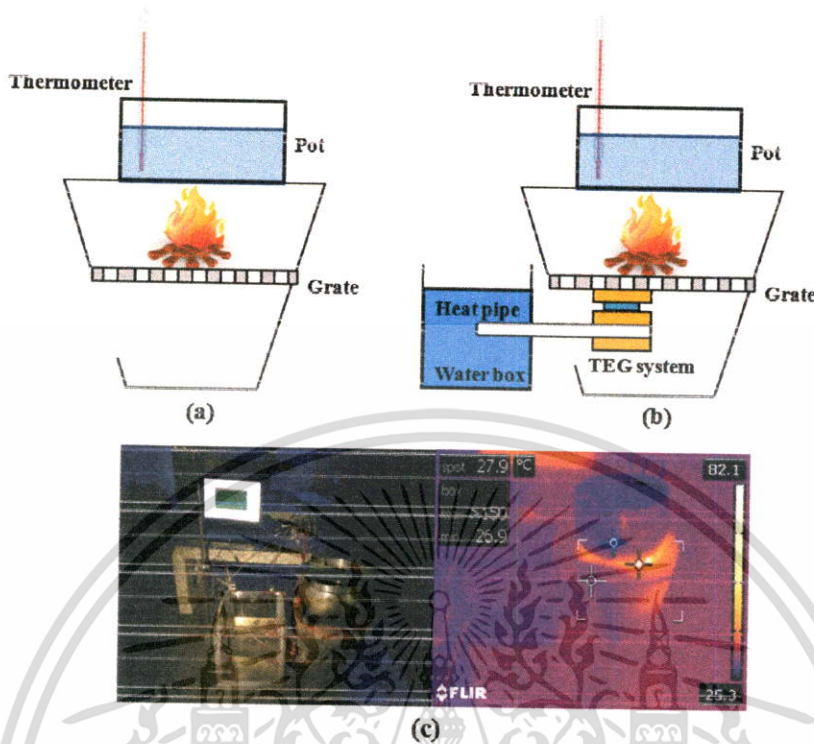 Thermometer
Pot
Grate
(a)
Thermometer
Pot
Grate
Heat pipe
Water box
TEG system
(b)
spot 27.9 °C
box
26.9
82.1
25.3
FLIR
(c)